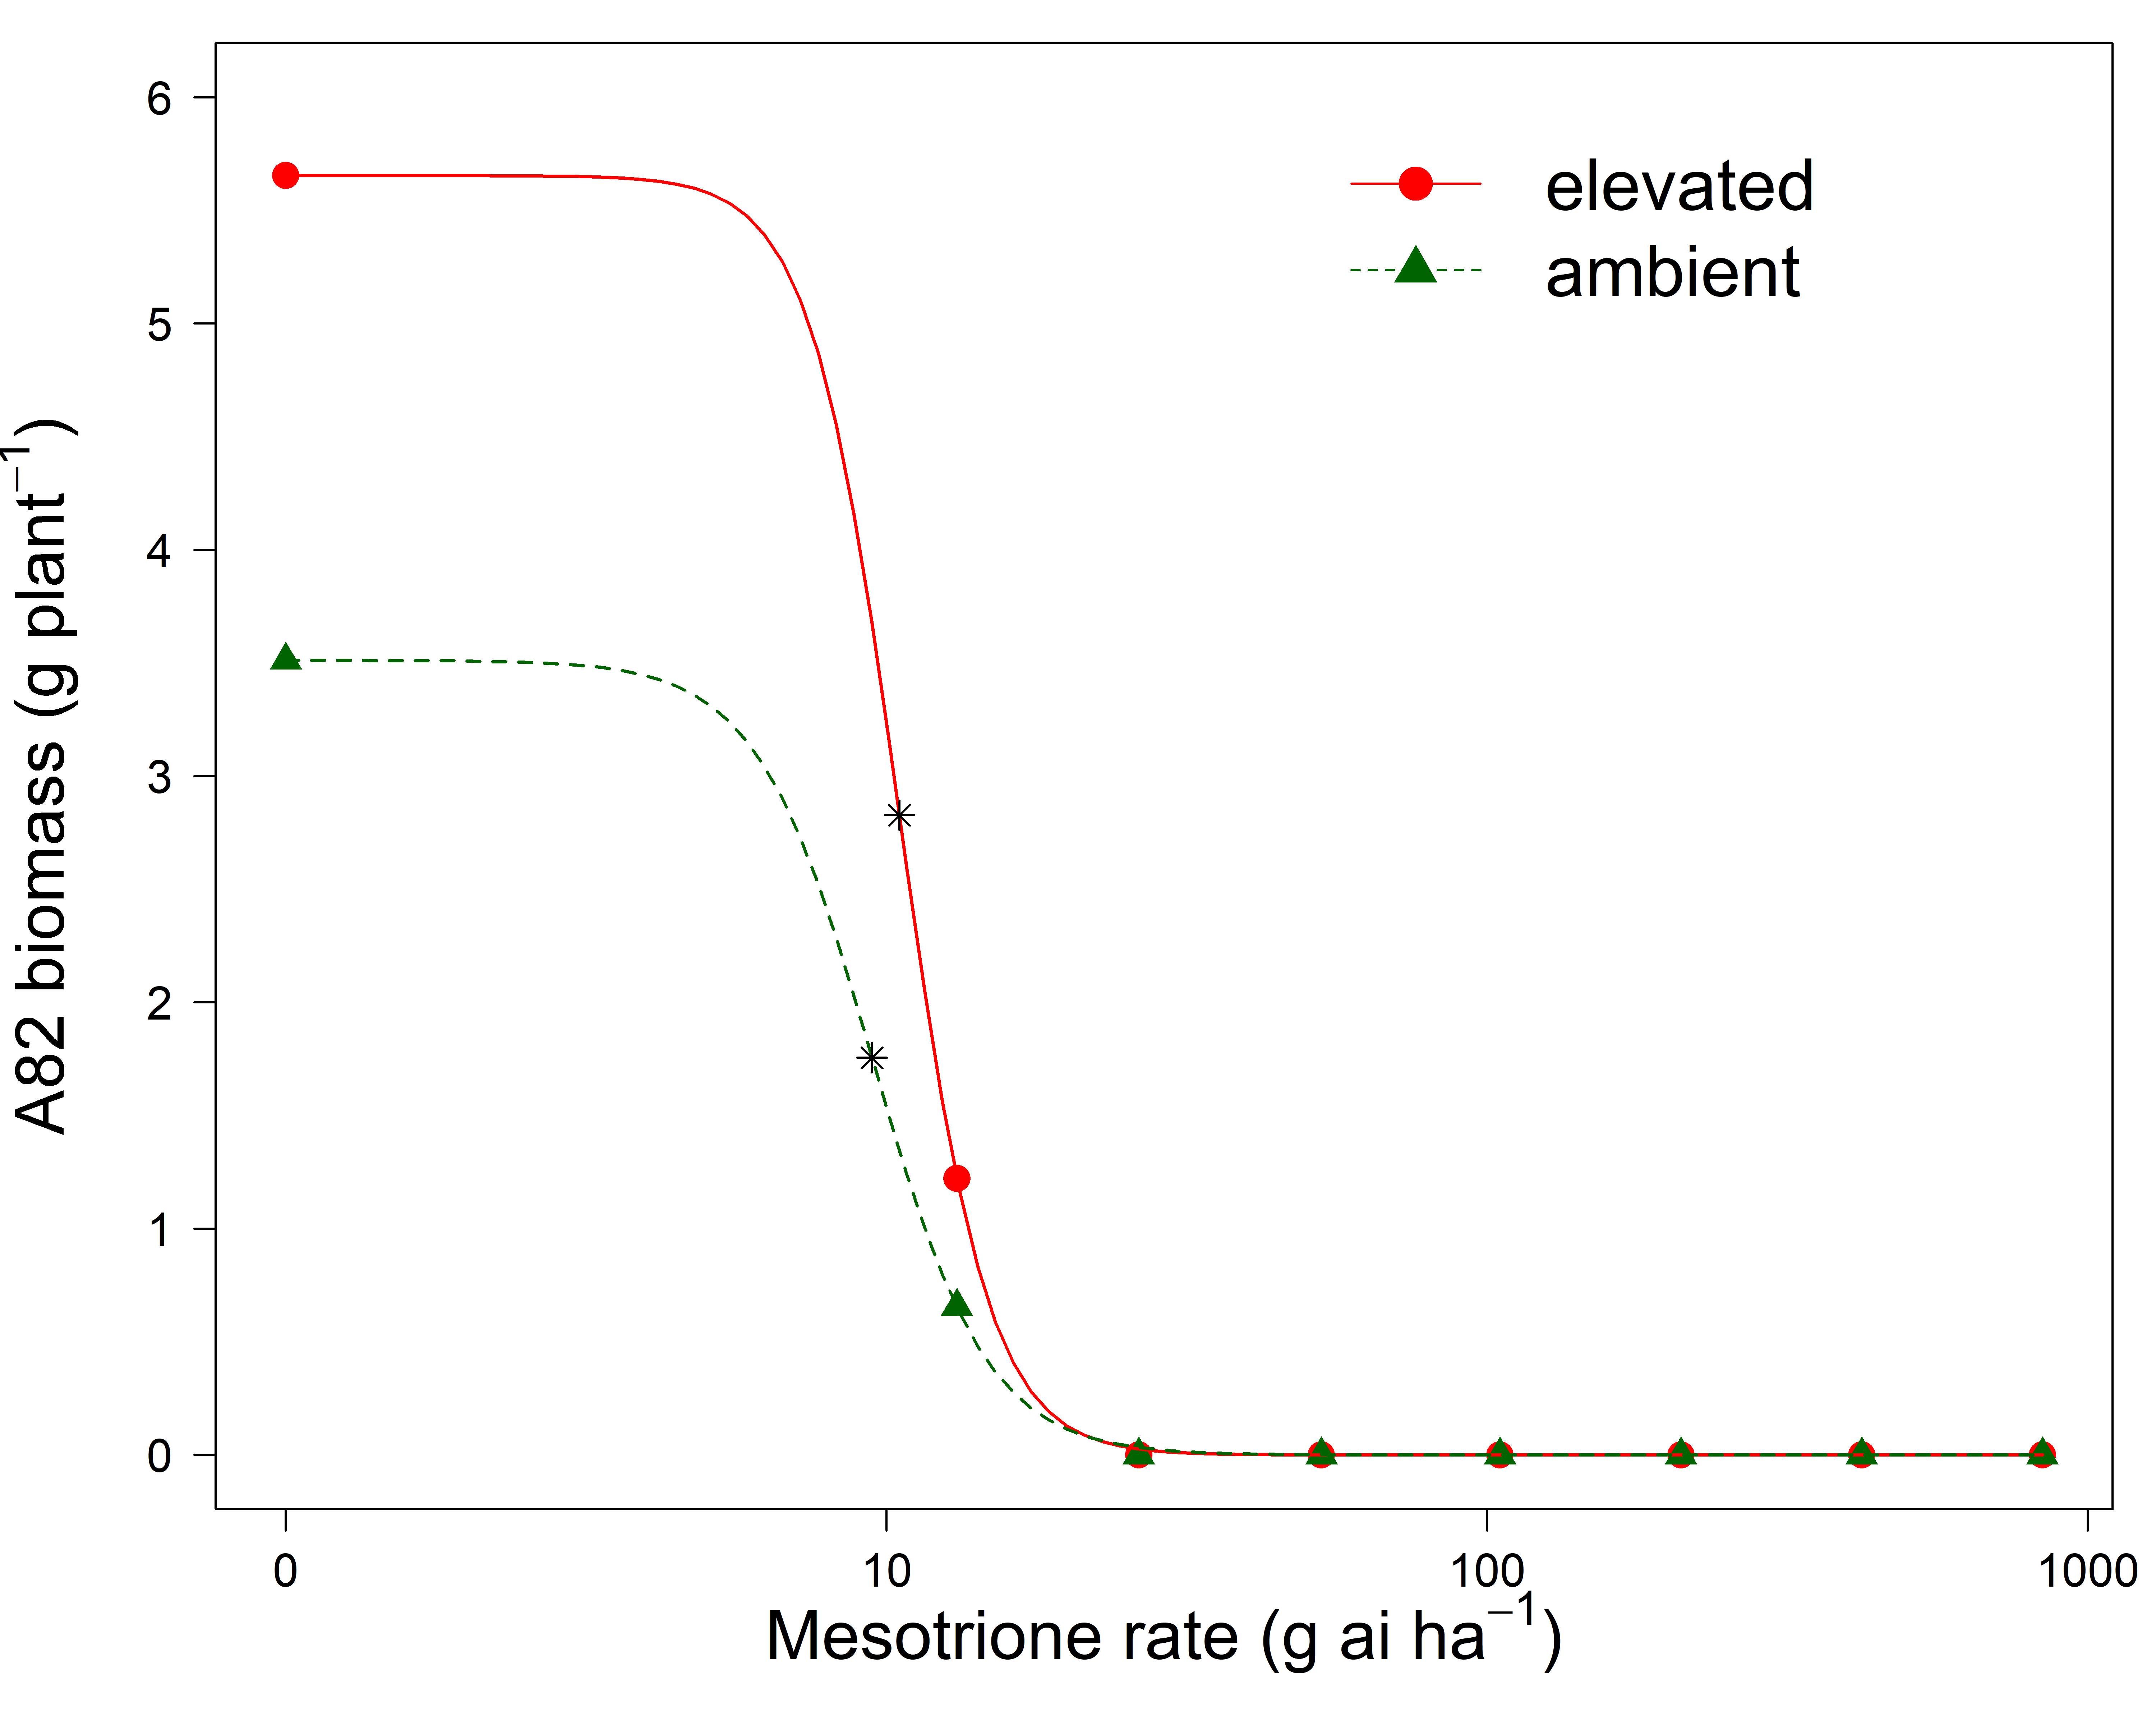 A82 biomass (g plant⁻¹)
6
5
4
3
2
1
0
elevated
ambient
0 10 100 1000
Mesotrione rate (g ai ha⁻¹)